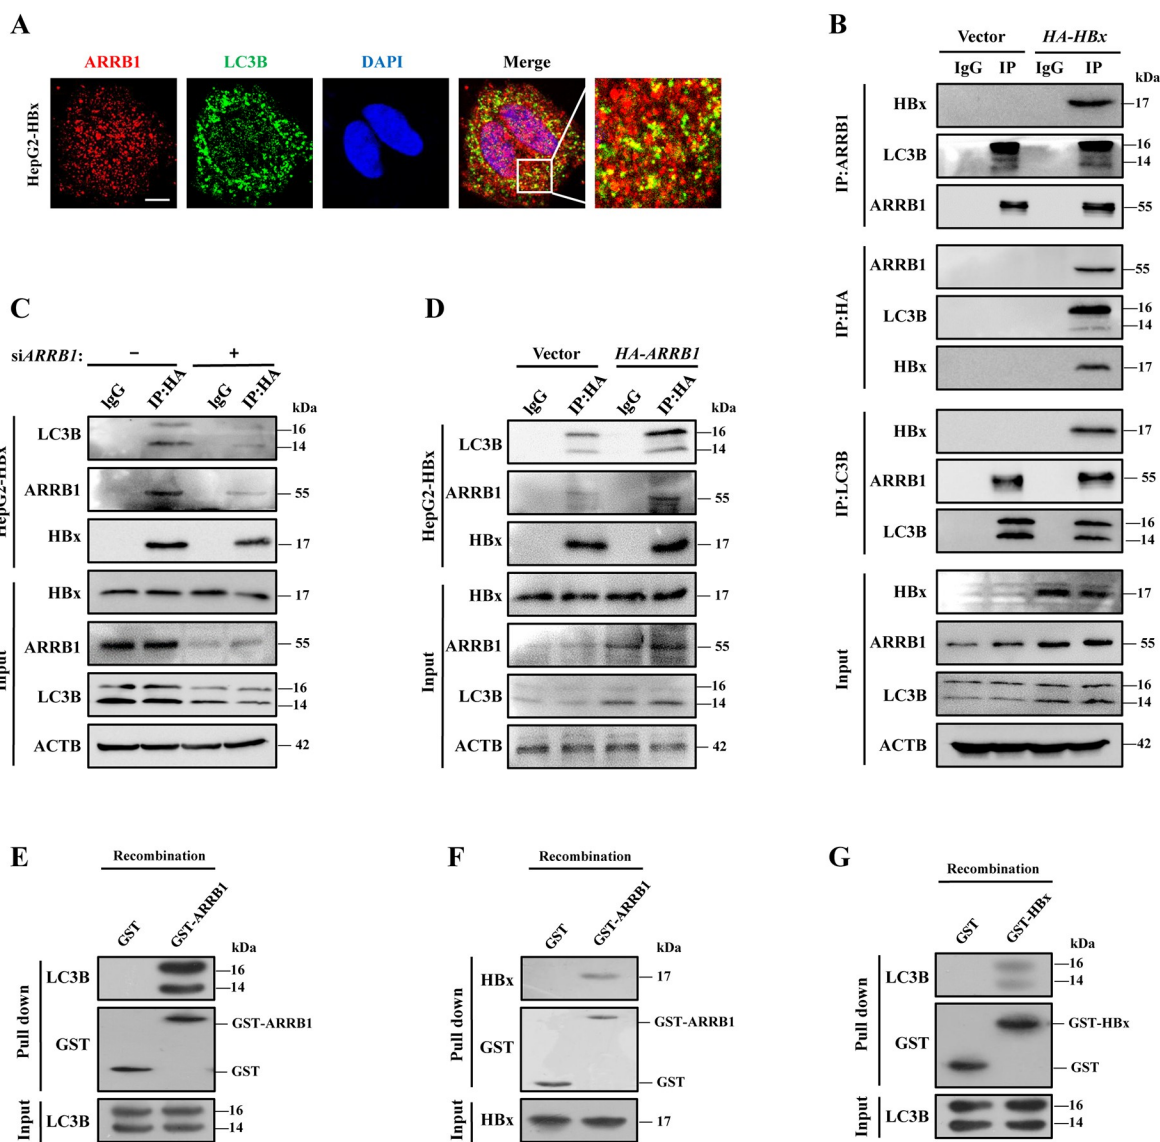 A
ARRB1 LC3B DAPI Merge
HepG2-HBx
B
Vector HA-HBx
IgG IP IgG IP
kDa
IP:ARRB1
HBx 17
LC3B 16
14
ARRB1 55
IP:HA
ARRB1 55
LC3B 16
14
HBx 17
IP:LC3B
HBx 17
ARRB1 55
LC3B 16
14
Input
HBx 17
ARRB1 55
LC3B 16
14
ACTB 42
C
siARRB1: – +
IgG IP:HA IgG IP:HA
kDa
HepG2-HBx
LC3B 16
14
ARRB1 55
HBx 17
Input
HBx 17
ARRB1 55
LC3B 16
14
ACTB 42
D
Vector HA-ARRB1
IgG IP:HA IgG IP:HA
kDa
HepG2-HBx
LC3B 16
14
ARRB1 55
HBx 17
Input
HBx 17
ARRB1 55
LC3B 16
14
ACTB 42
E
Recombination
GST GST-ARRB1
kDa
Pull down
LC3B 16
14
GST GST-ARRB1
GST
Input
LC3B 16
14
F
Recombination
GST GST-ARRB1
kDa
Pull down
HBx 17
GST GST-ARRB1
GST
Input
HBx 17
G
Recombination
GST GST-HBx
kDa
Pull down
LC3B 16
14
GST GST-HBx
GST
Input
LC3B 16
14